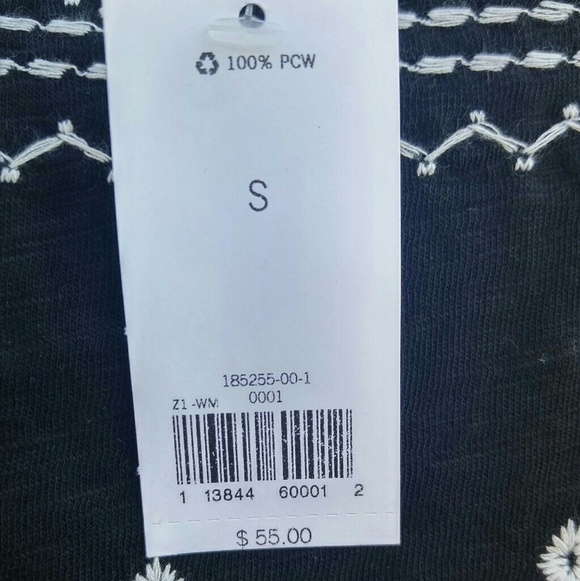 100% PCW
S
185255-00-1
Z1-WM 0001
1 13844 60001 2
$ 55.00